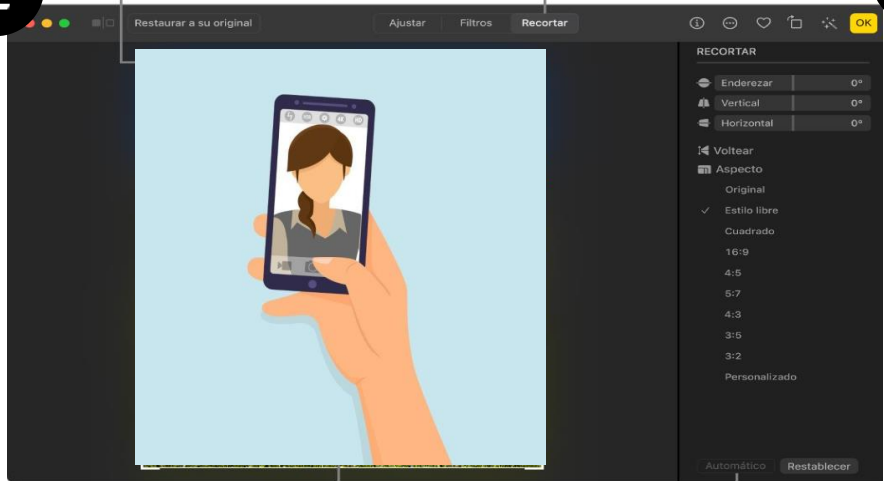 Restaurar a su original
Ajustar Filtros Recortar
OK
RECORTAR
Enderezar 0°
Vertical 0°
Horizontal 0°
Voltear
Aspecto
Original
Estilo libre
Cuadrado
16:9
4:5
5:7
4:3
3:5
3:2
Personalizado
Automático Restablecer